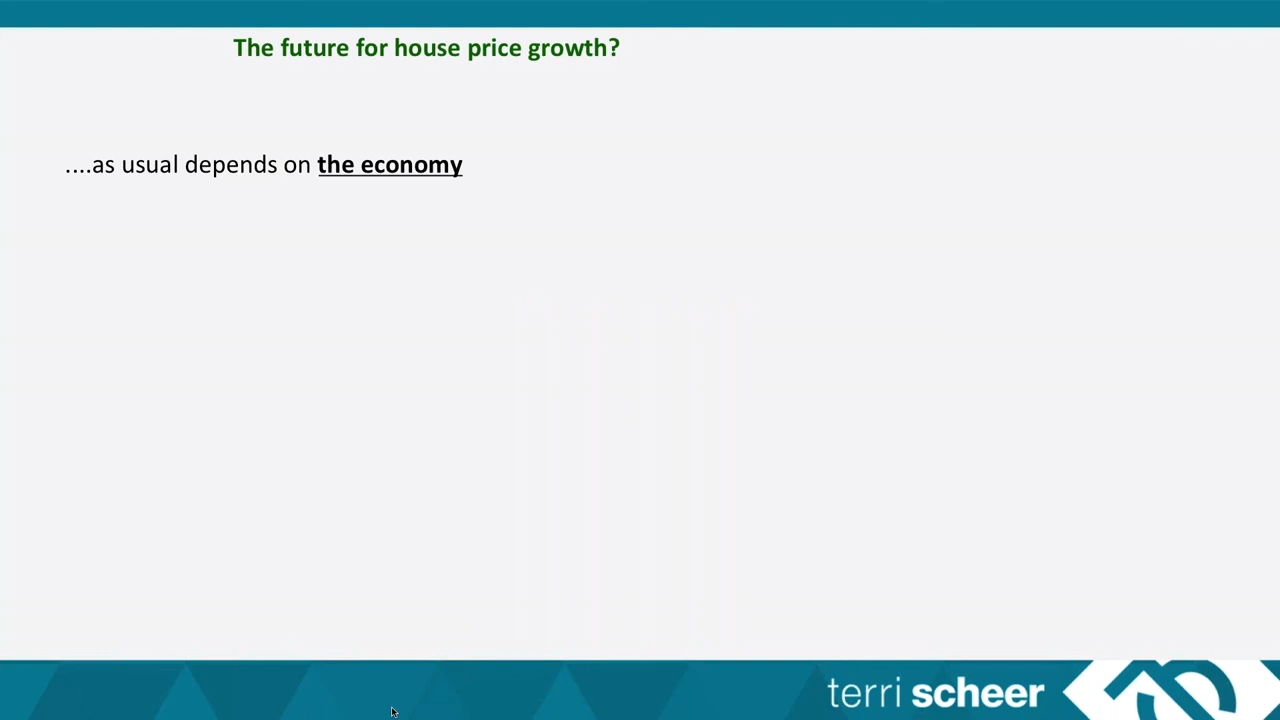 The future for house price growth?
....as usual depends on the economy
terri scheer